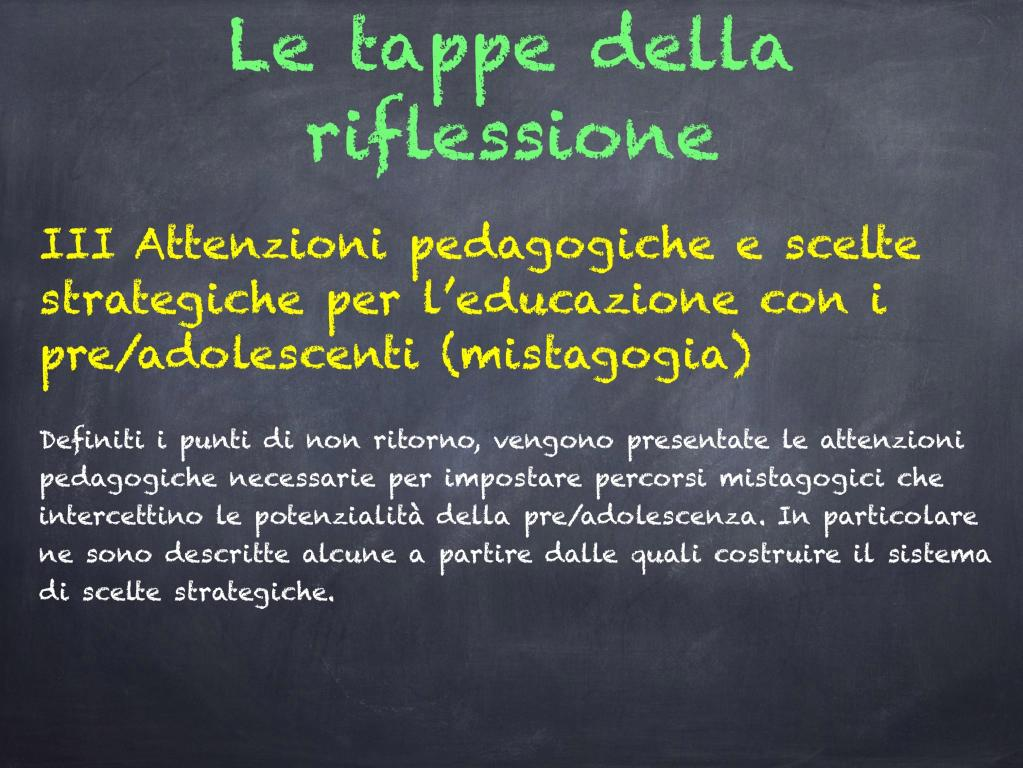 Le tappe della
riflessione
III Attenzioni pedagogiche e scelte
strategiche per l’educazione con i
pre/adolescenti (mistagogia)
Definiti i punti di non ritorno, vengono presentate le attenzioni
pedagogiche necessarie per impostare percorsi mistagogici che
intercettino le potenzialità della pre/adolescenza. In particolare
ne sono descritte alcune a partire dalle quali costruire il sistema
di scelte strategiche.